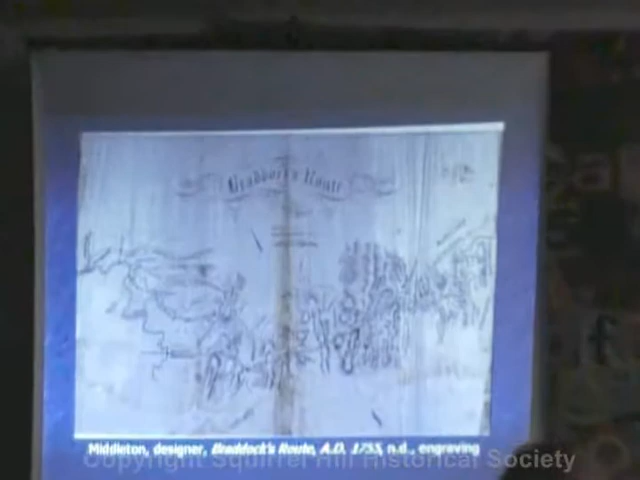 Braddock's Route
Middleton, designer, Braddock's Route, A.D. 1755, n.d., engraving
Copyright Squirrel Hill Historical Society